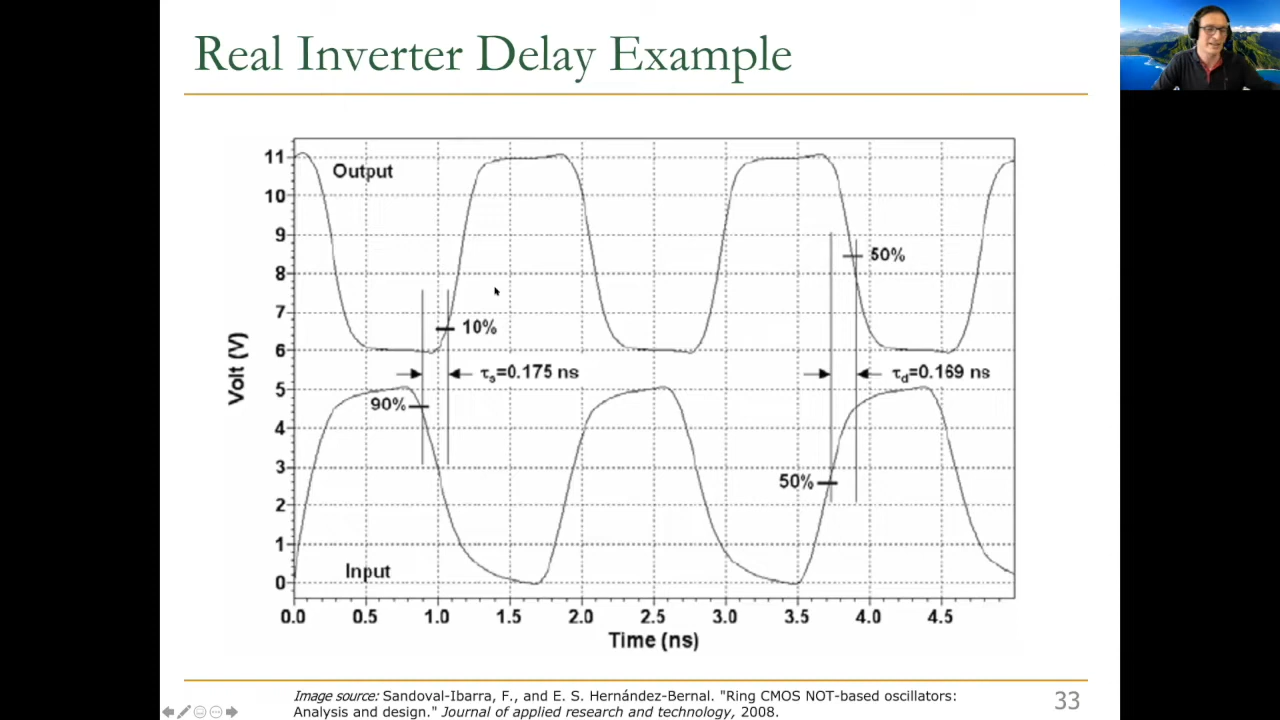 Real Inverter Delay Example
Output
11
10
9
8
7
6
5
4
3
2
1
0
Volt (V)
50%
10%
τs=0.175 ns
τd=0.169 ns
90%
50%
Input
0.0 0.5 1.0 1.5 2.0 2.5 3.0 3.5 4.0 4.5
Time (ns)
Image source: Sandoval-Ibarra, F., and E. S. Hernández-Bernal. "Ring CMOS NOT-based oscillators:
Analysis and design." Journal of applied research and technology, 2008.
33